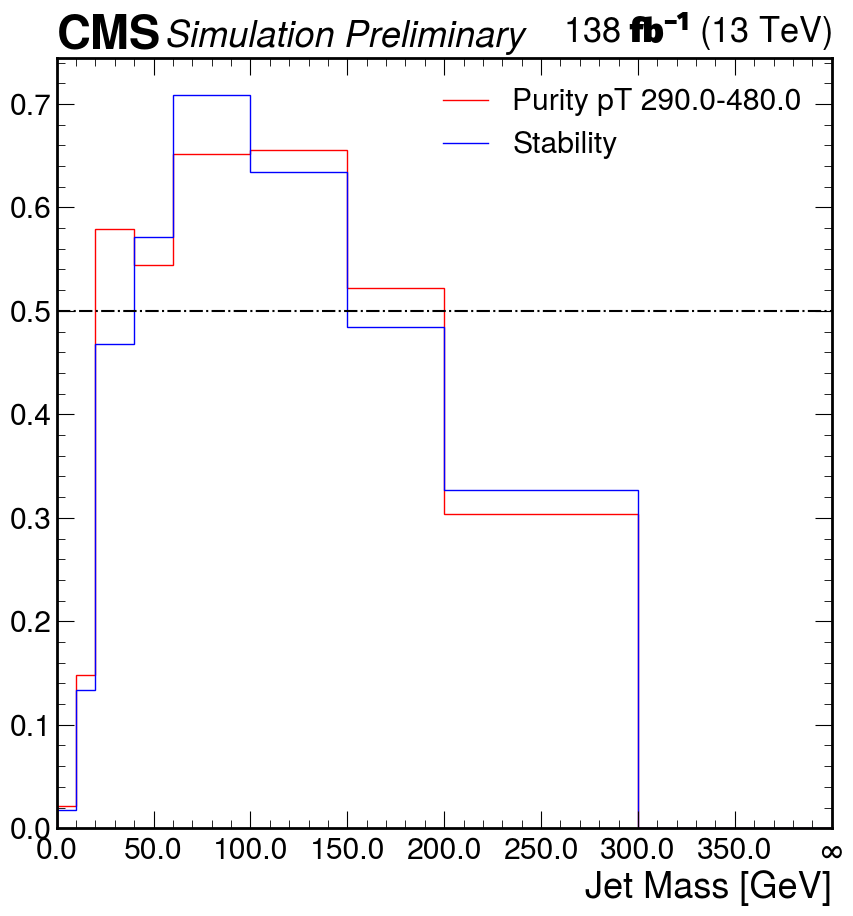 CMS Simulation Preliminary 138 fb⁻¹ (13 TeV)
Purity pT 290.0-480.0
Stability
0.7
0.6
0.5
0.4
0.3
0.2
0.1
0.0
0.0 50.0 100.0 150.0 200.0 250.0 300.0 350.0 ∞
Jet Mass [GeV]